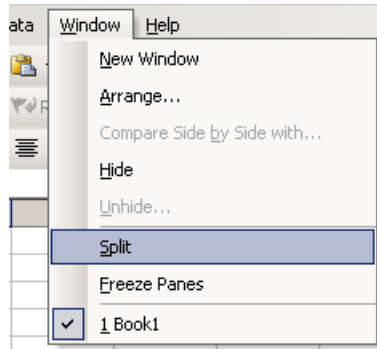 ata Window Help
New Window
Arrange...
Compare Side by Side with...
Hide
Unhide...
Split
Freeze Panes
1 Book1